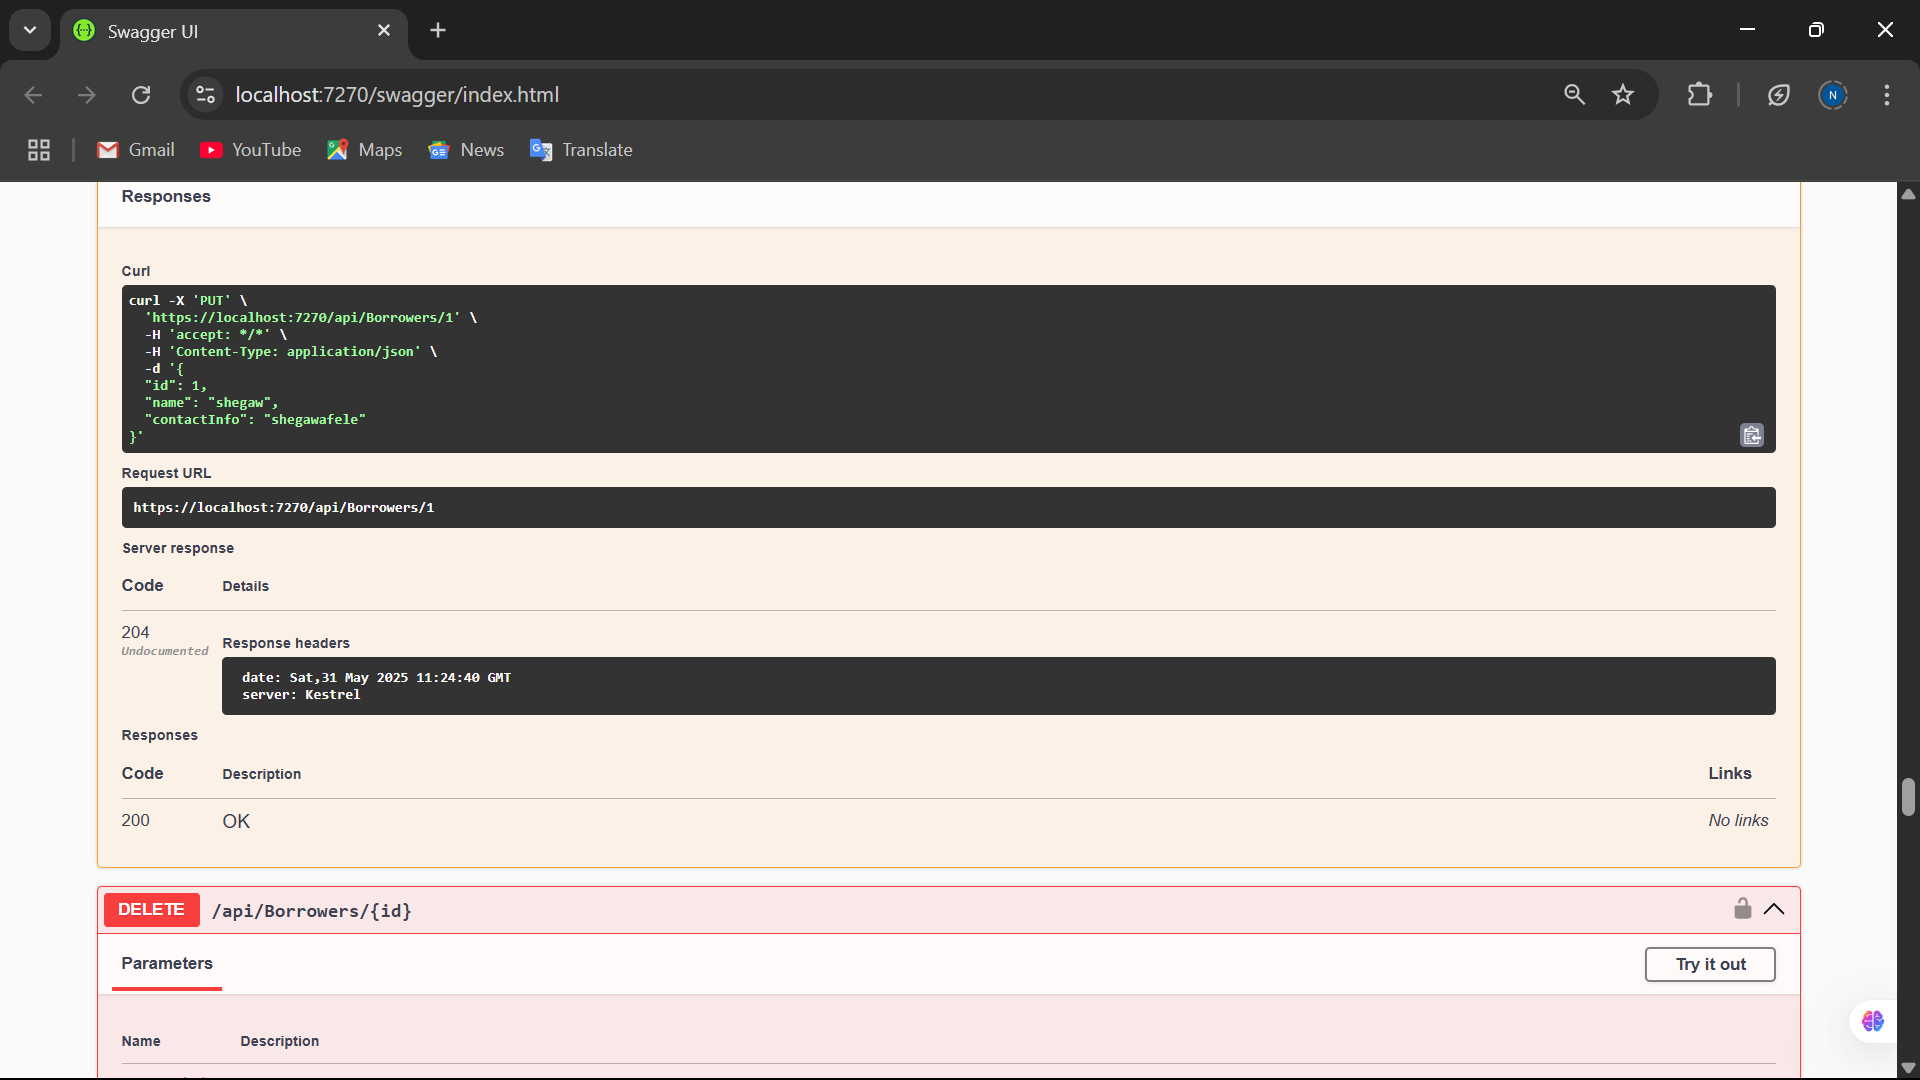 Swagger UI
localhost:7270/swagger/index.html
N
Gmail
YouTube
Maps
News
Translate
Responses
Curl
curl -X 'PUT' \
'https://localhost:7270/api/Borrowers/1' \
-H 'accept: */*' \
-H 'Content-Type: application/json' \
-d '{
"id": 1,
"name": "shegaw",
"contactInfo": "shegawafele"
}'
Request URL
https://localhost:7270/api/Borrowers/1
Server response
Code Details
204
Undocumented
Response headers
date: Sat,31 May 2025 11:24:40 GMT
server: Kestrel
Responses
Code Description Links
200 OK No links
DELETE /api/Borrowers/{id}
Parameters
Try it out
Name Description